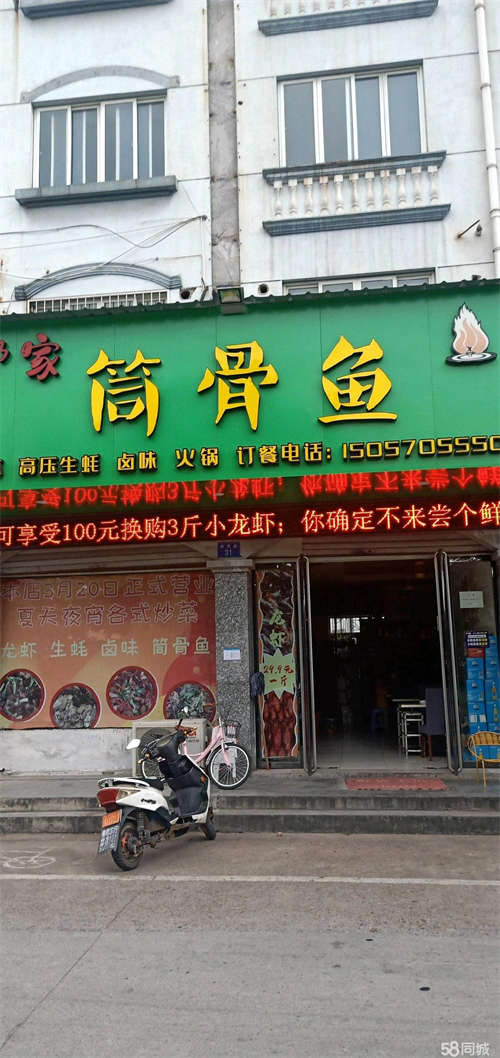 家 筒骨鱼
高压生蚝 卤味 火锅 订餐电话:1505705550
可享受100元换购3斤小龙虾;你确定不来尝个鲜
本店3月20日正式营业
夏天夜宵各式炒菜
龙虾 生蚝 卤味 筒骨鱼
31
龙虾
29.9元
一斤
58同城